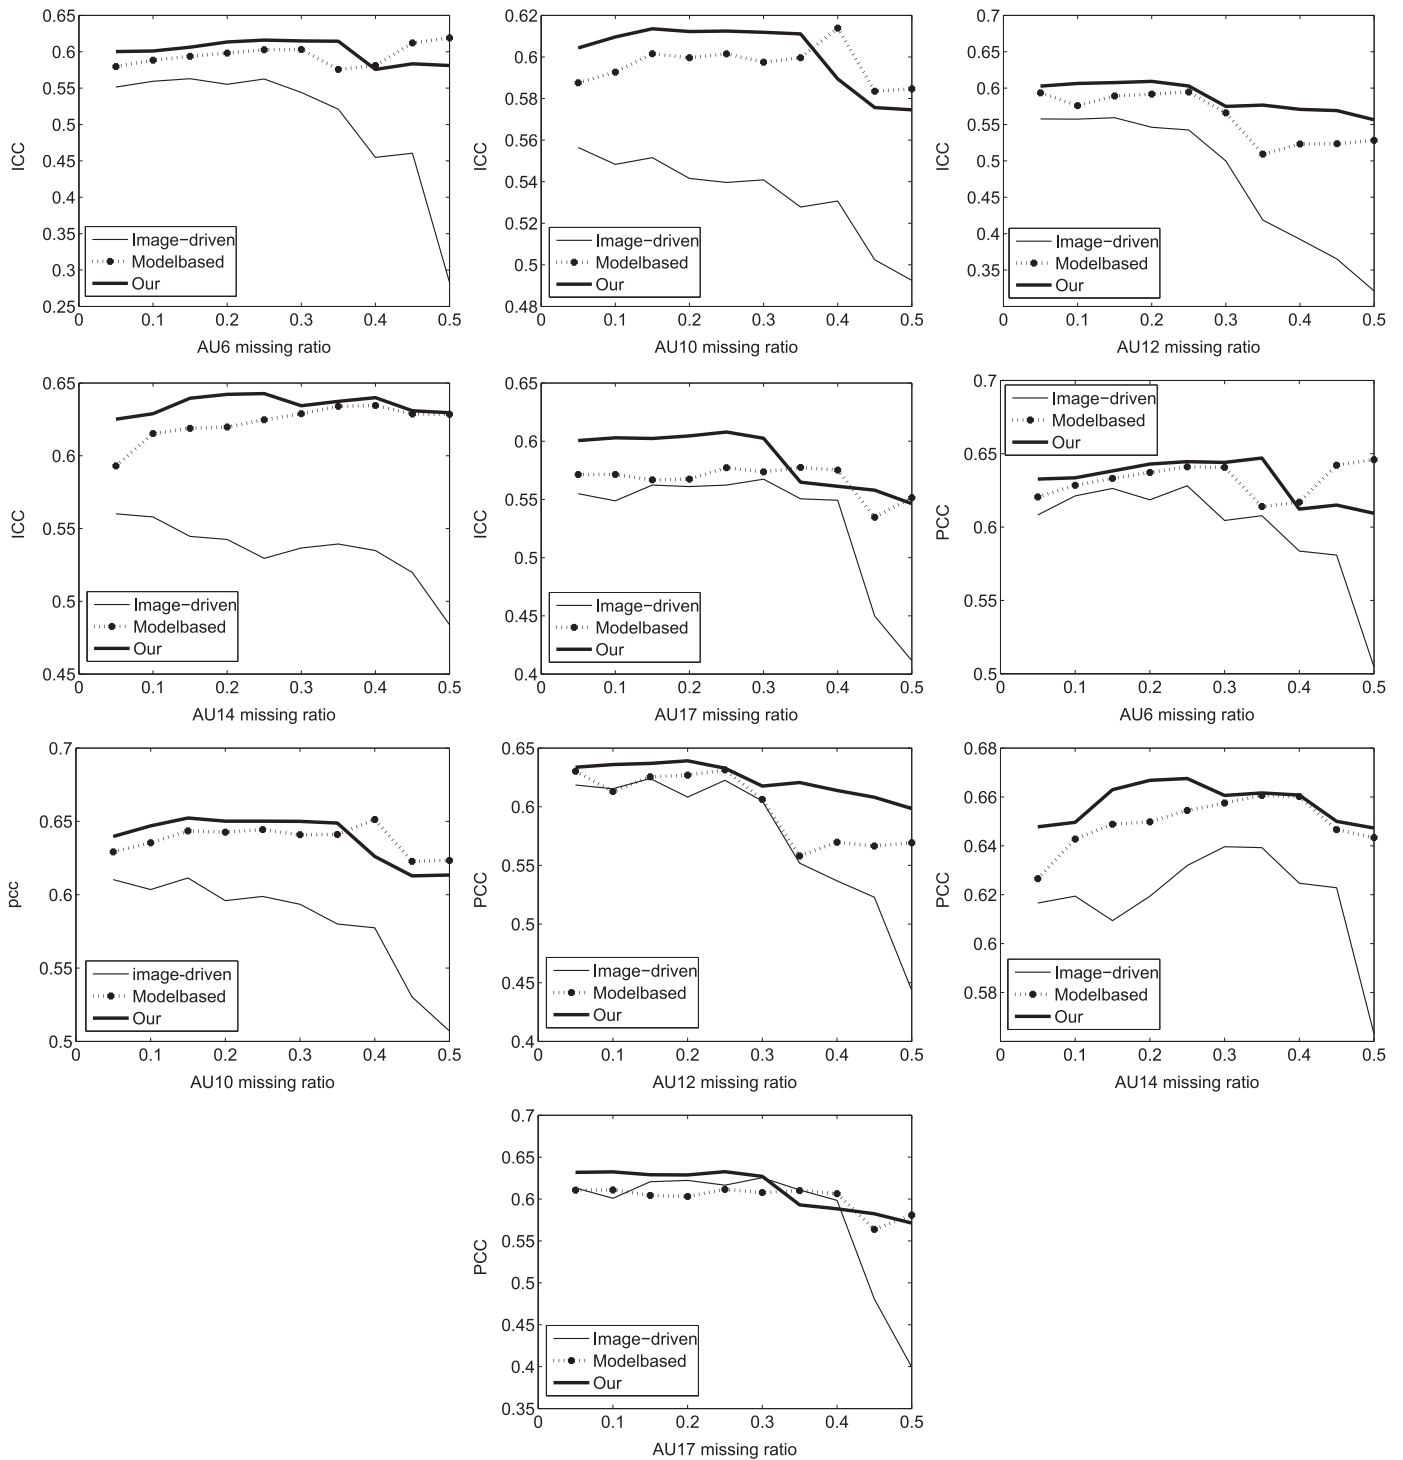 0.65
0.6
0.55
0.5
0.45
0.4
0.35
0.3
0.25
ICC
Image-driven
Modelbased
Our
0 0.1 0.2 0.3 0.4 0.5
AU6 missing ratio
0.62
0.6
0.58
0.56
0.54
0.52
0.5
0.48
ICC
Image-driven
Modelbased
Our
0 0.1 0.2 0.3 0.4 0.5
AU10 missing ratio
0.7
0.65
0.6
0.55
0.5
0.45
0.4
0.35
ICC
Image-driven
Modelbased
Our
0 0.1 0.2 0.3 0.4 0.5
AU12 missing ratio
0.65
0.6
0.55
0.5
0.45
ICC
Image-driven
Modelbased
Our
0 0.1 0.2 0.3 0.4 0.5
AU14 missing ratio
0.65
0.6
0.55
0.5
0.45
0.4
ICC
Image-driven
Modelbased
Our
0 0.1 0.2 0.3 0.4 0.5
AU17 missing ratio
0.7
0.65
0.6
0.55
0.5
PCC
Image-driven
Modelbased
Our
0 0.1 0.2 0.3 0.4 0.5
AU6 missing ratio
0.7
0.65
0.6
0.55
0.5
pcc
image-driven
Modelbased
Our
0 0.1 0.2 0.3 0.4 0.5
AU10 missing ratio
0.65
0.6
0.55
0.5
0.45
0.4
PCC
Image-driven
Modelbased
Our
0 0.1 0.2 0.3 0.4 0.5
AU12 missing ratio
0.68
0.66
0.64
0.62
0.6
0.58
PCC
Image-driven
Modelbased
Our
0 0.1 0.2 0.3 0.4 0.5
AU14 missing ratio
0.7
0.65
0.6
0.55
0.5
0.45
0.4
0.35
PCC
Image-driven
Modelbased
Our
0 0.1 0.2 0.3 0.4 0.5
AU17 missing ratio